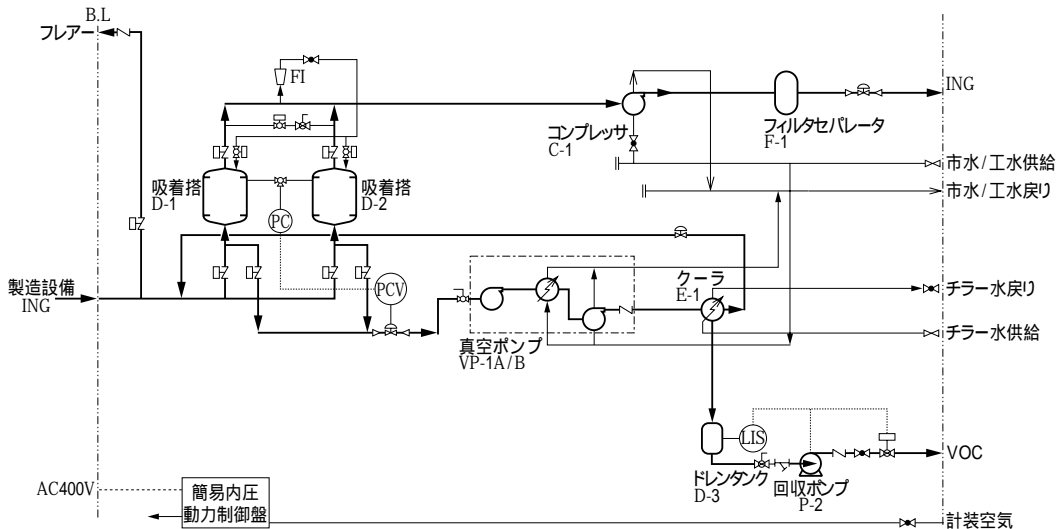 B.L
フレアー
FI
ING
コンプレッサ
C-1
フィルタセパレータ
F-1
市水/工水供給
吸着搭
D-1
吸着搭
D-2
市水/工水戻り
PC
クーラ
E-1
製造設備
ING
PCV
チラー水戻り
チラー水供給
真空ポンプ
VP-1A/B
LIS
VOC
ドレンタンク
D-3
回収ポンプ
P-2
AC400V
簡易内圧
動力制御盤
計装空気